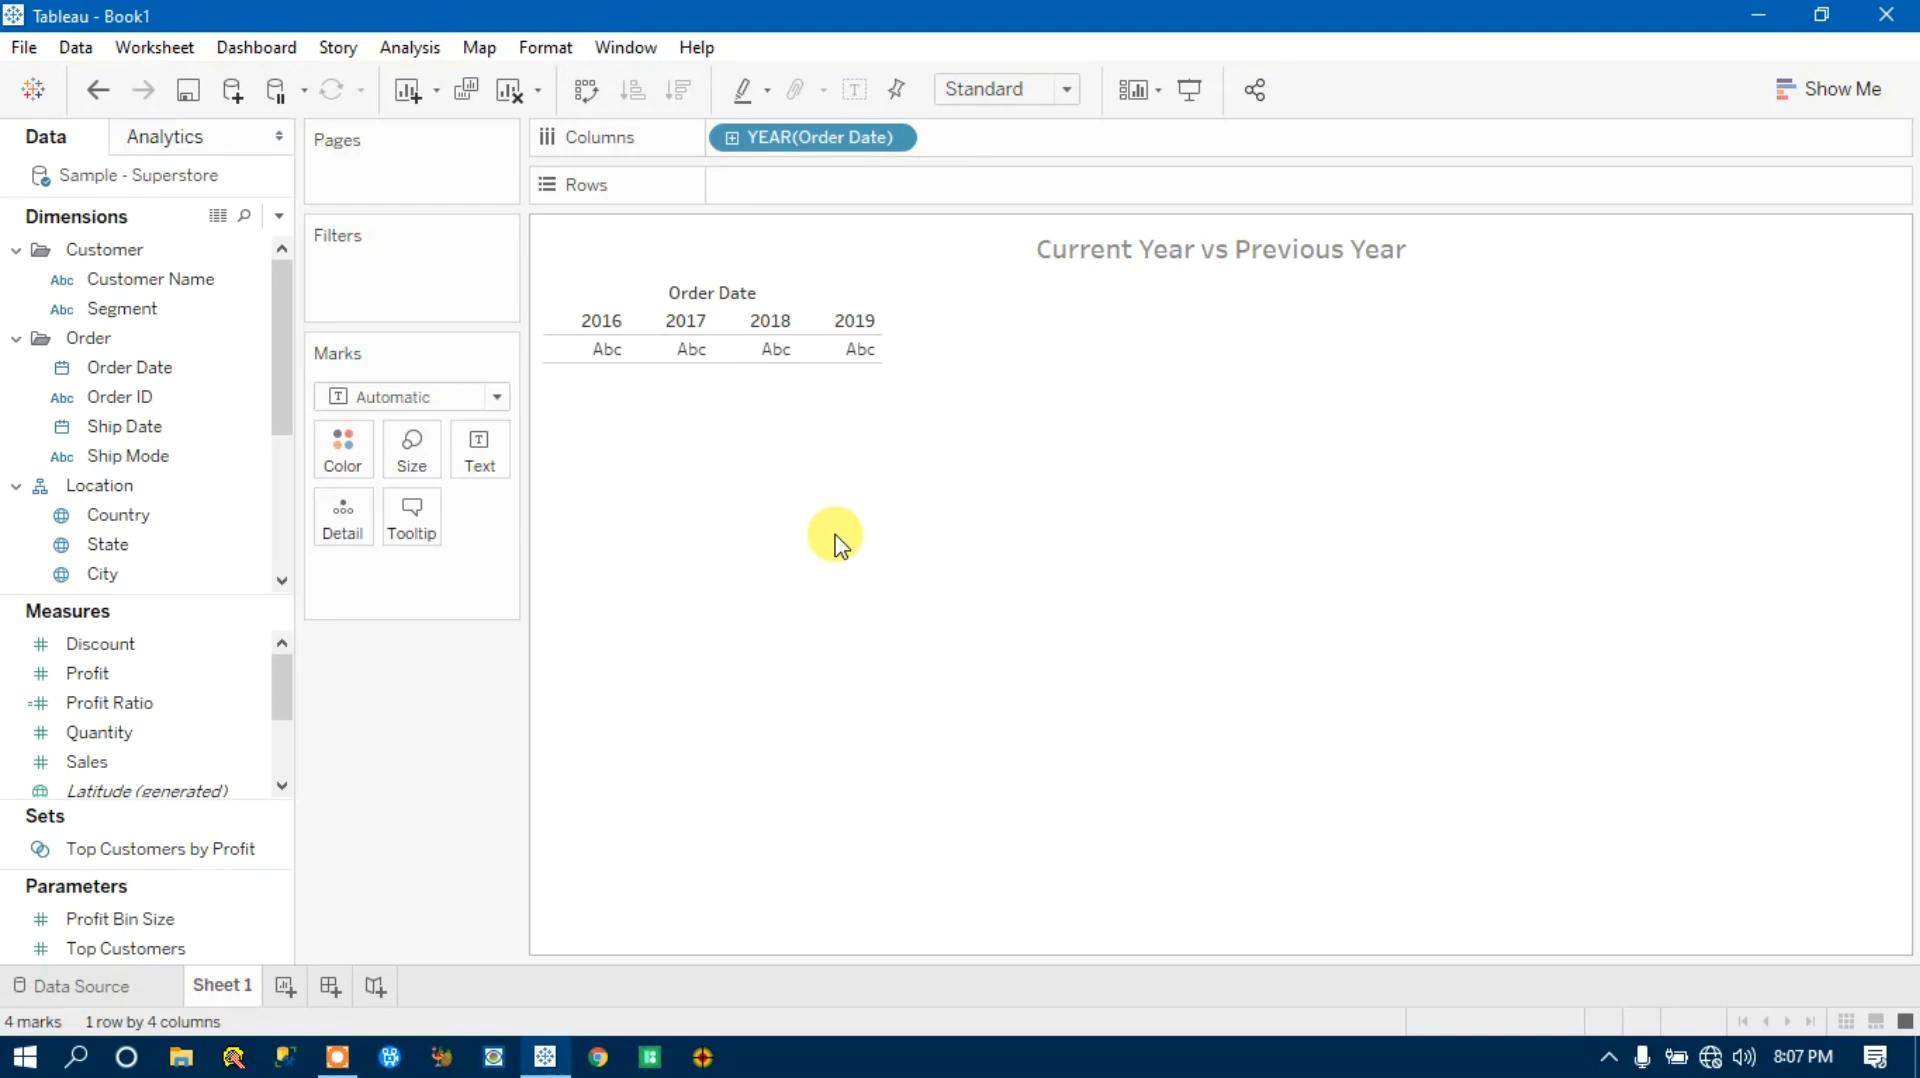 Tableau - Book1
File Data Worksheet Dashboard Story Analysis Map Format Window Help
Standard
Show Me
Data Analytics
Sample - Superstore
Dimensions
Customer
Abc Customer Name
Abc Segment
Order
Order Date
Abc Order ID
Ship Date
Abc Ship Mode
Location
Country
State
City
Measures
# Discount
# Profit
=# Profit Ratio
# Quantity
# Sales
Latitude (generated)
Sets
Top Customers by Profit
Parameters
# Profit Bin Size
# Top Customers
Pages
Filters
Marks
T Automatic
Color Size Text
Detail Tooltip
Columns YEAR(Order Date)
Rows
Current Year vs Previous Year
Order Date
2016 2017 2018 2019
Abc Abc Abc Abc
Data Source Sheet 1
4 marks 1 row by 4 columns
8:07 PM